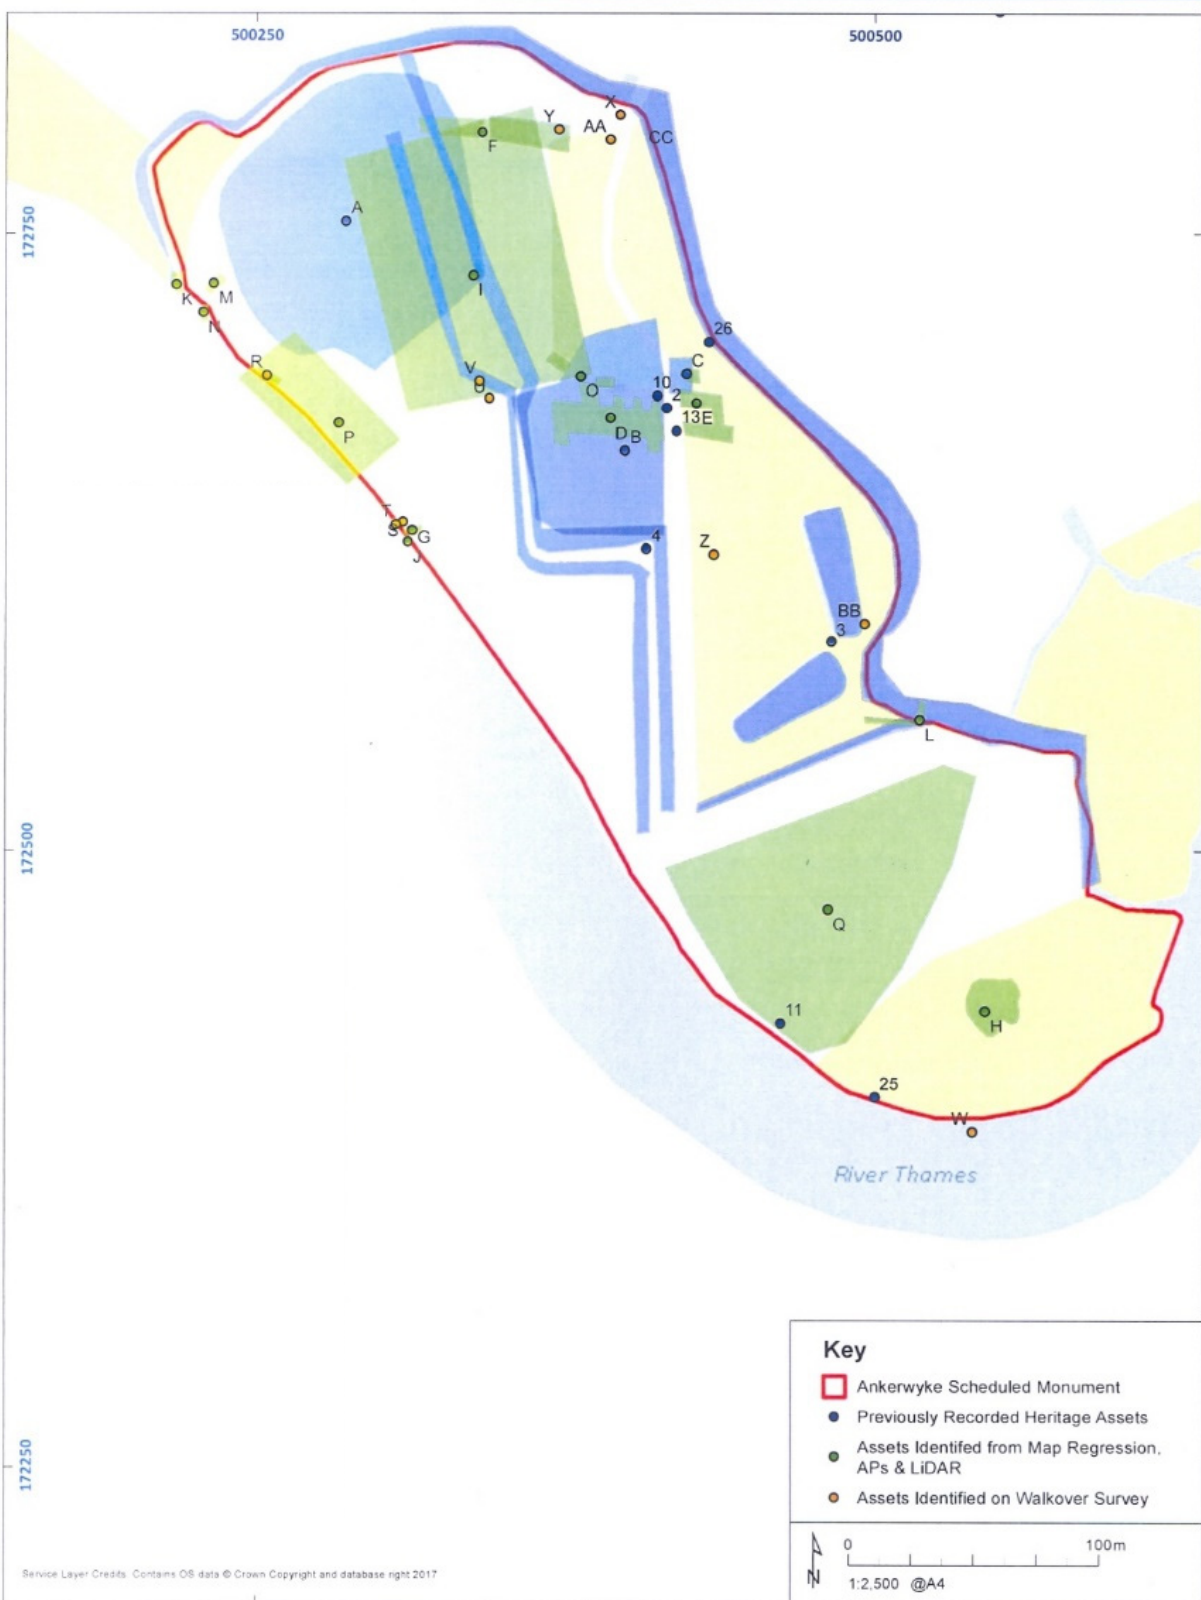 500250
500500
X
Y
AA
CC
F
A
172750
I
K
M
N
26
R
V
U
C
O
10
2
13
E
P
D
B
T
S
G
J
4
Z
BB
3
L
172500
Q
11
H
25
W
River Thames
Key
Ankerwyke Scheduled Monument
Previously Recorded Heritage Assets
Assets Identifed from Map Regression,
APs & LiDAR
Assets Identified on Walkover Survey
172250
0
100m
N
1:2,500 @A4
Service Layer Credits: Contains OS data © Crown Copyright and database right 2017